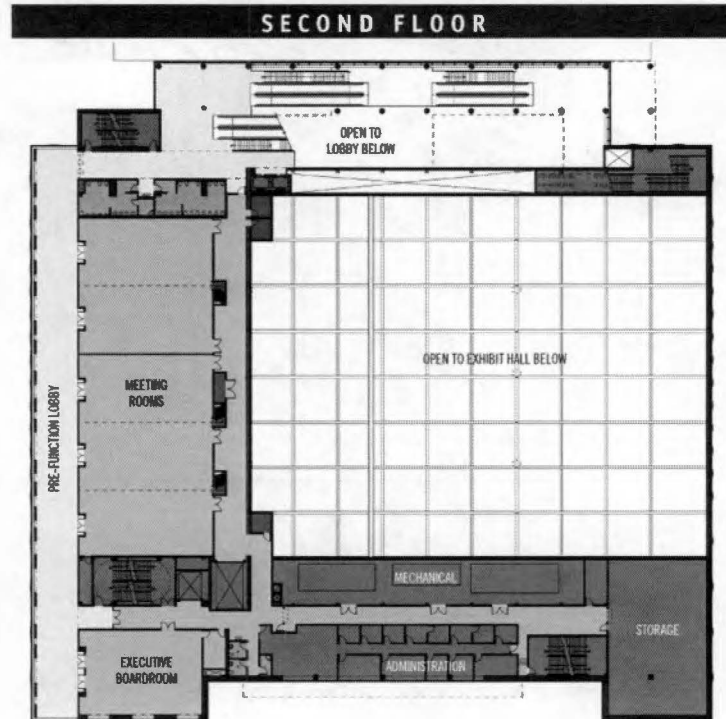 SECOND FLOOR
OPEN TO
LOBBY BELOW
OPEN TO EXHIBIT HALL BELOW
MEETING
ROOMS
PRE-FUNCTION LOBBY
MECHANICAL
STORAGE
EXECUTIVE
BOARDROOM
ADMINISTRATION